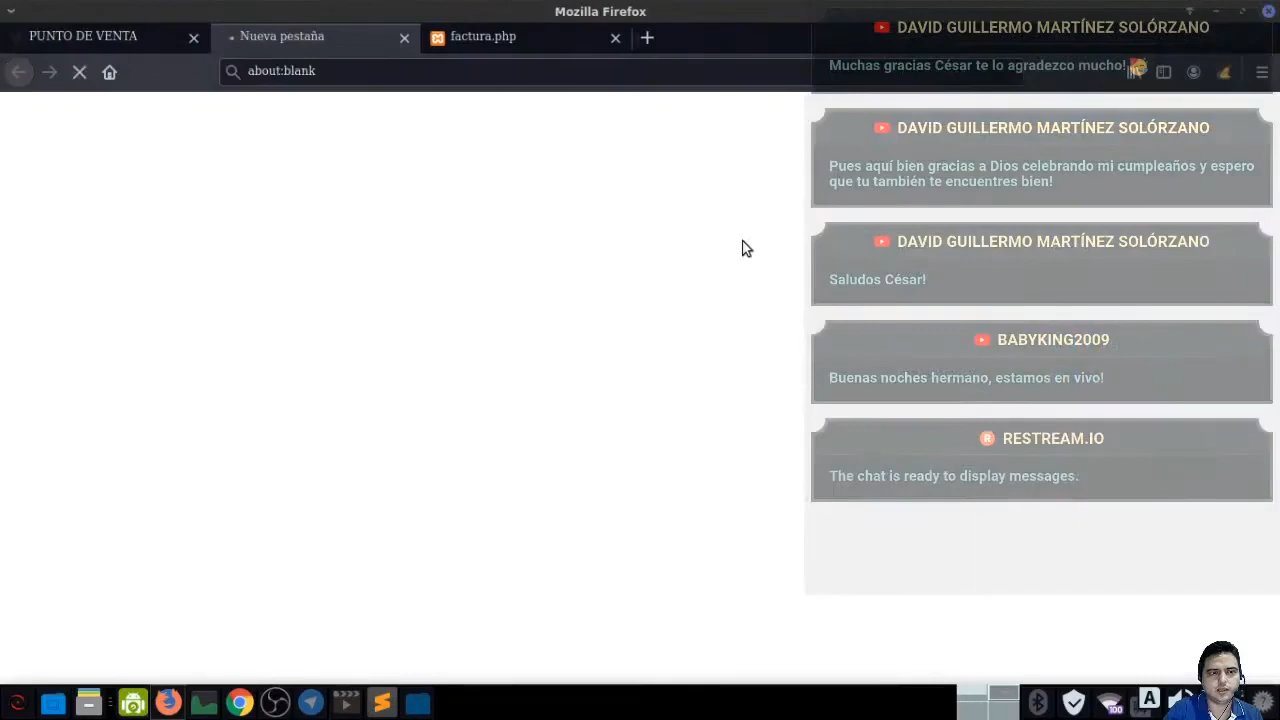 Mozilla Firefox
PUNTO DE VENTA
Nueva pestaña
factura.php
about:blank
DAVID GUILLERMO MARTÍNEZ SOLÓRZANO
Muchas gracias César te lo agradezco mucho!
DAVID GUILLERMO MARTÍNEZ SOLÓRZANO
Pues aquí bien gracias a Dios celebrando mi cumpleaños y espero
que tu también te encuentres bien!
DAVID GUILLERMO MARTÍNEZ SOLÓRZANO
Saludos César!
BABYKING2009
Buenas noches hermano, estamos en vivo!
R RESTREAM.IO
The chat is ready to display messages.
100
A